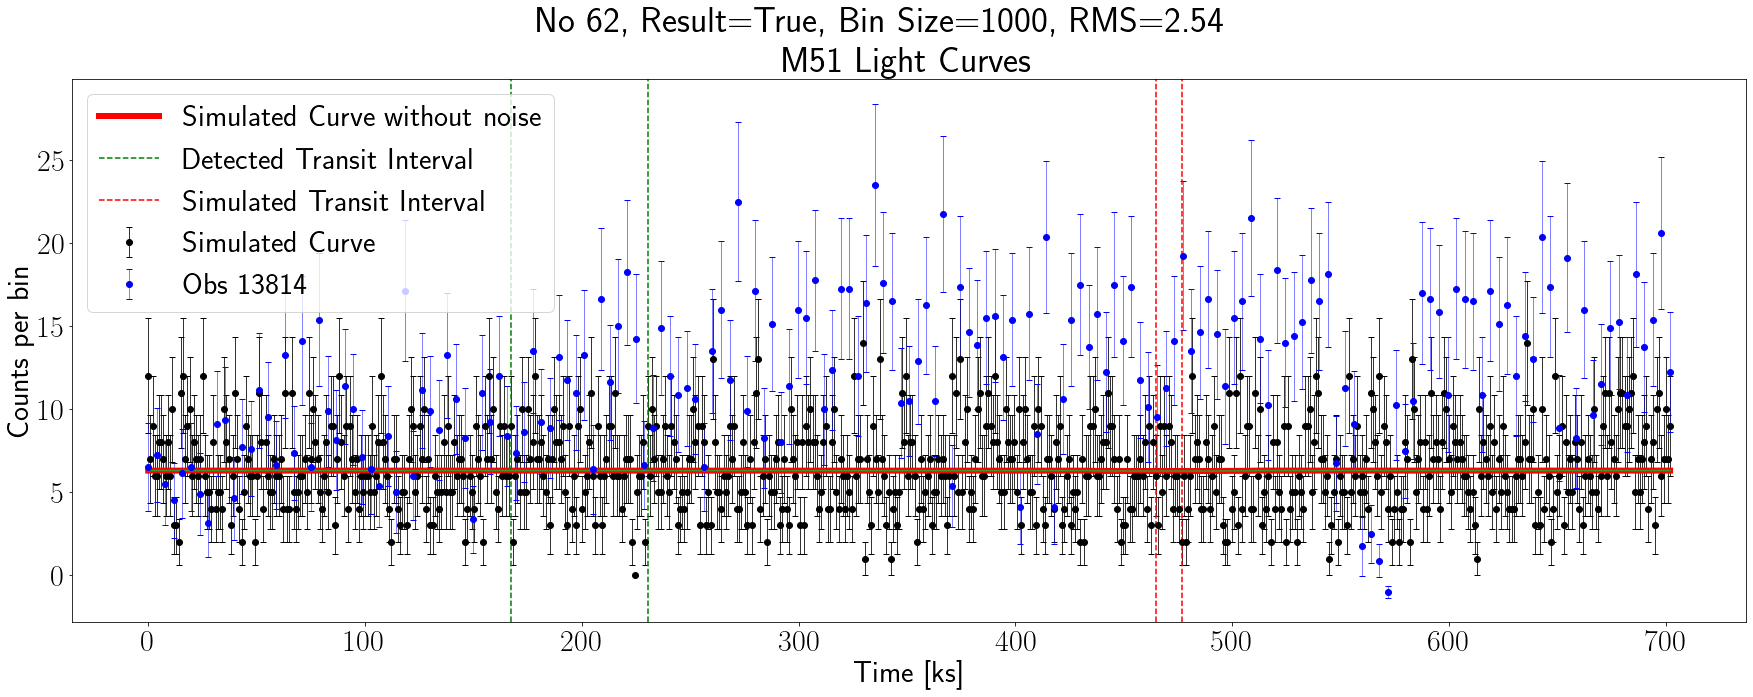 No 62, Result=True, Bin Size=1000, RMS=2.54
M51 Light Curves
Simulated Curve without noise
Detected Transit Interval
Simulated Transit Interval
Simulated Curve
Obs 13814
Counts per bin
25
20
15
10
5
0
0 100 200 300 400 500 600 700
Time [ks]